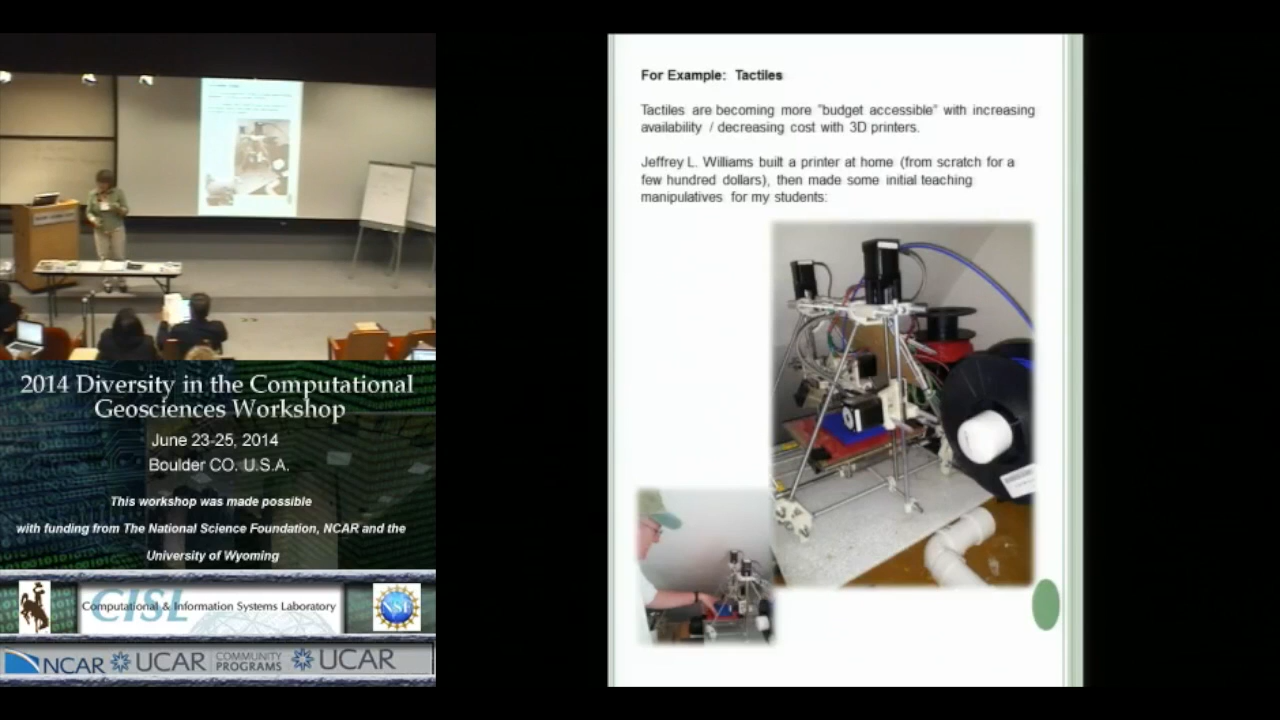 2014 Diversity in the Computational
Geosciences Workshop
June 23-25, 2014
Boulder CO. U.S.A.
This workshop was made possible
with funding from The National Science Foundation, NCAR and the
University of Wyoming
CISL
Computational & Information Systems Laboratory
NSF
NCAR UCAR COMMUNITY PROGRAMS UCAR
For Example: Tactiles
Tactiles are becoming more "budget accessible" with increasing
availability / decreasing cost with 3D printers.
Jeffrey L. Williams built a printer at home (from scratch for a
few hundred dollars), then made some initial teaching
manipulatives for my students: